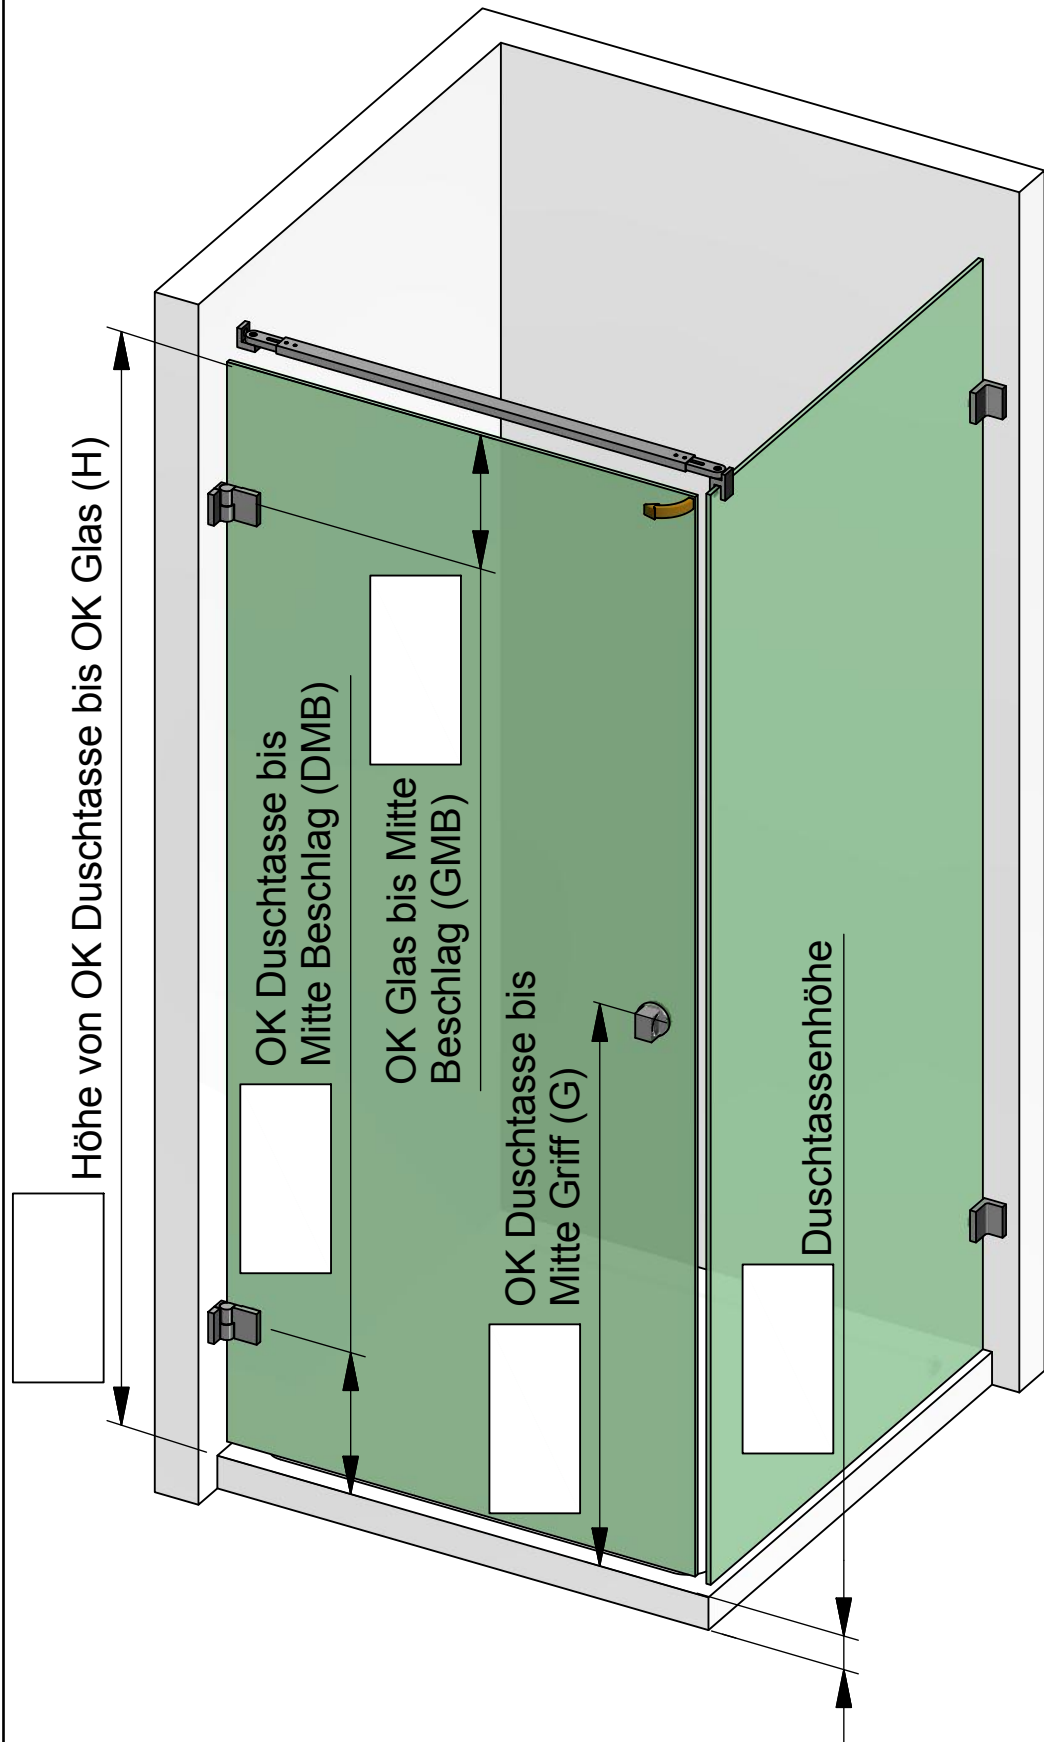 Höhe von OK Duschtasse bis OK Glas (H)
OK Duschtasse bis
Mitte Beschlag (DMB)
OK Glas bis Mitte
Beschlag (GMB)
OK Duschtasse bis
Mitte Griff (G)
Duschtassenhöhe